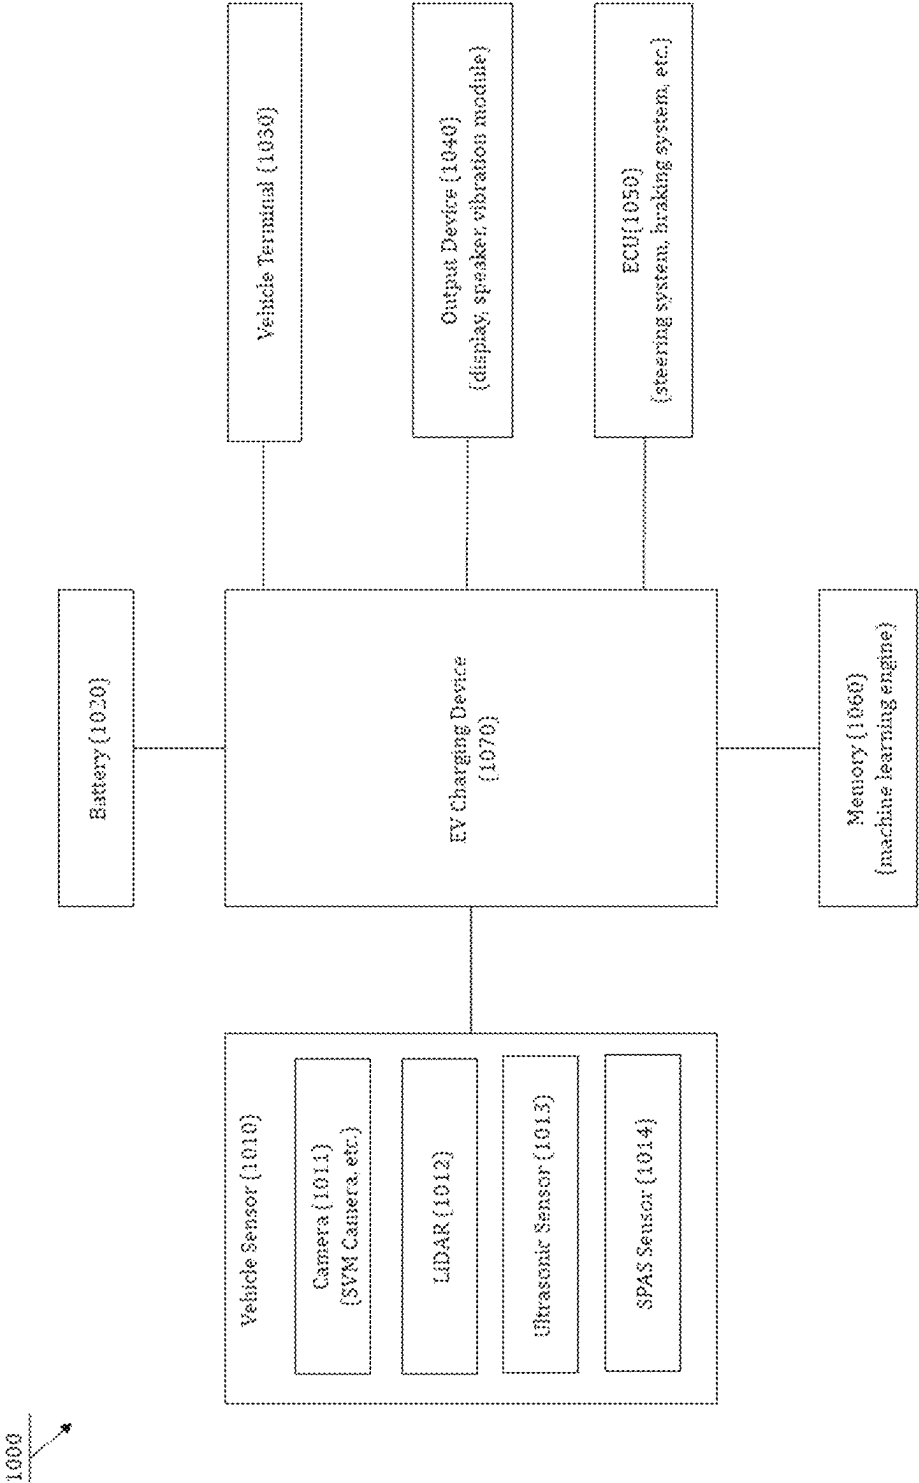 1000
Vehicle Sensor (1010)
Camera (1011)
(SVM Camera, etc.)
LiDAR (1012)
Ultrasonic Sensor (1013)
SPAS Sensor (1014)
Battery (1020)
EV Charging Device
(1070)
Memory (1060)
(machine learning engine)
Vehicle Terminal (1030)
Output Device (1040)
(display, speaker, vibration module)
ECU(1050)
(steering system, braking system, etc.)